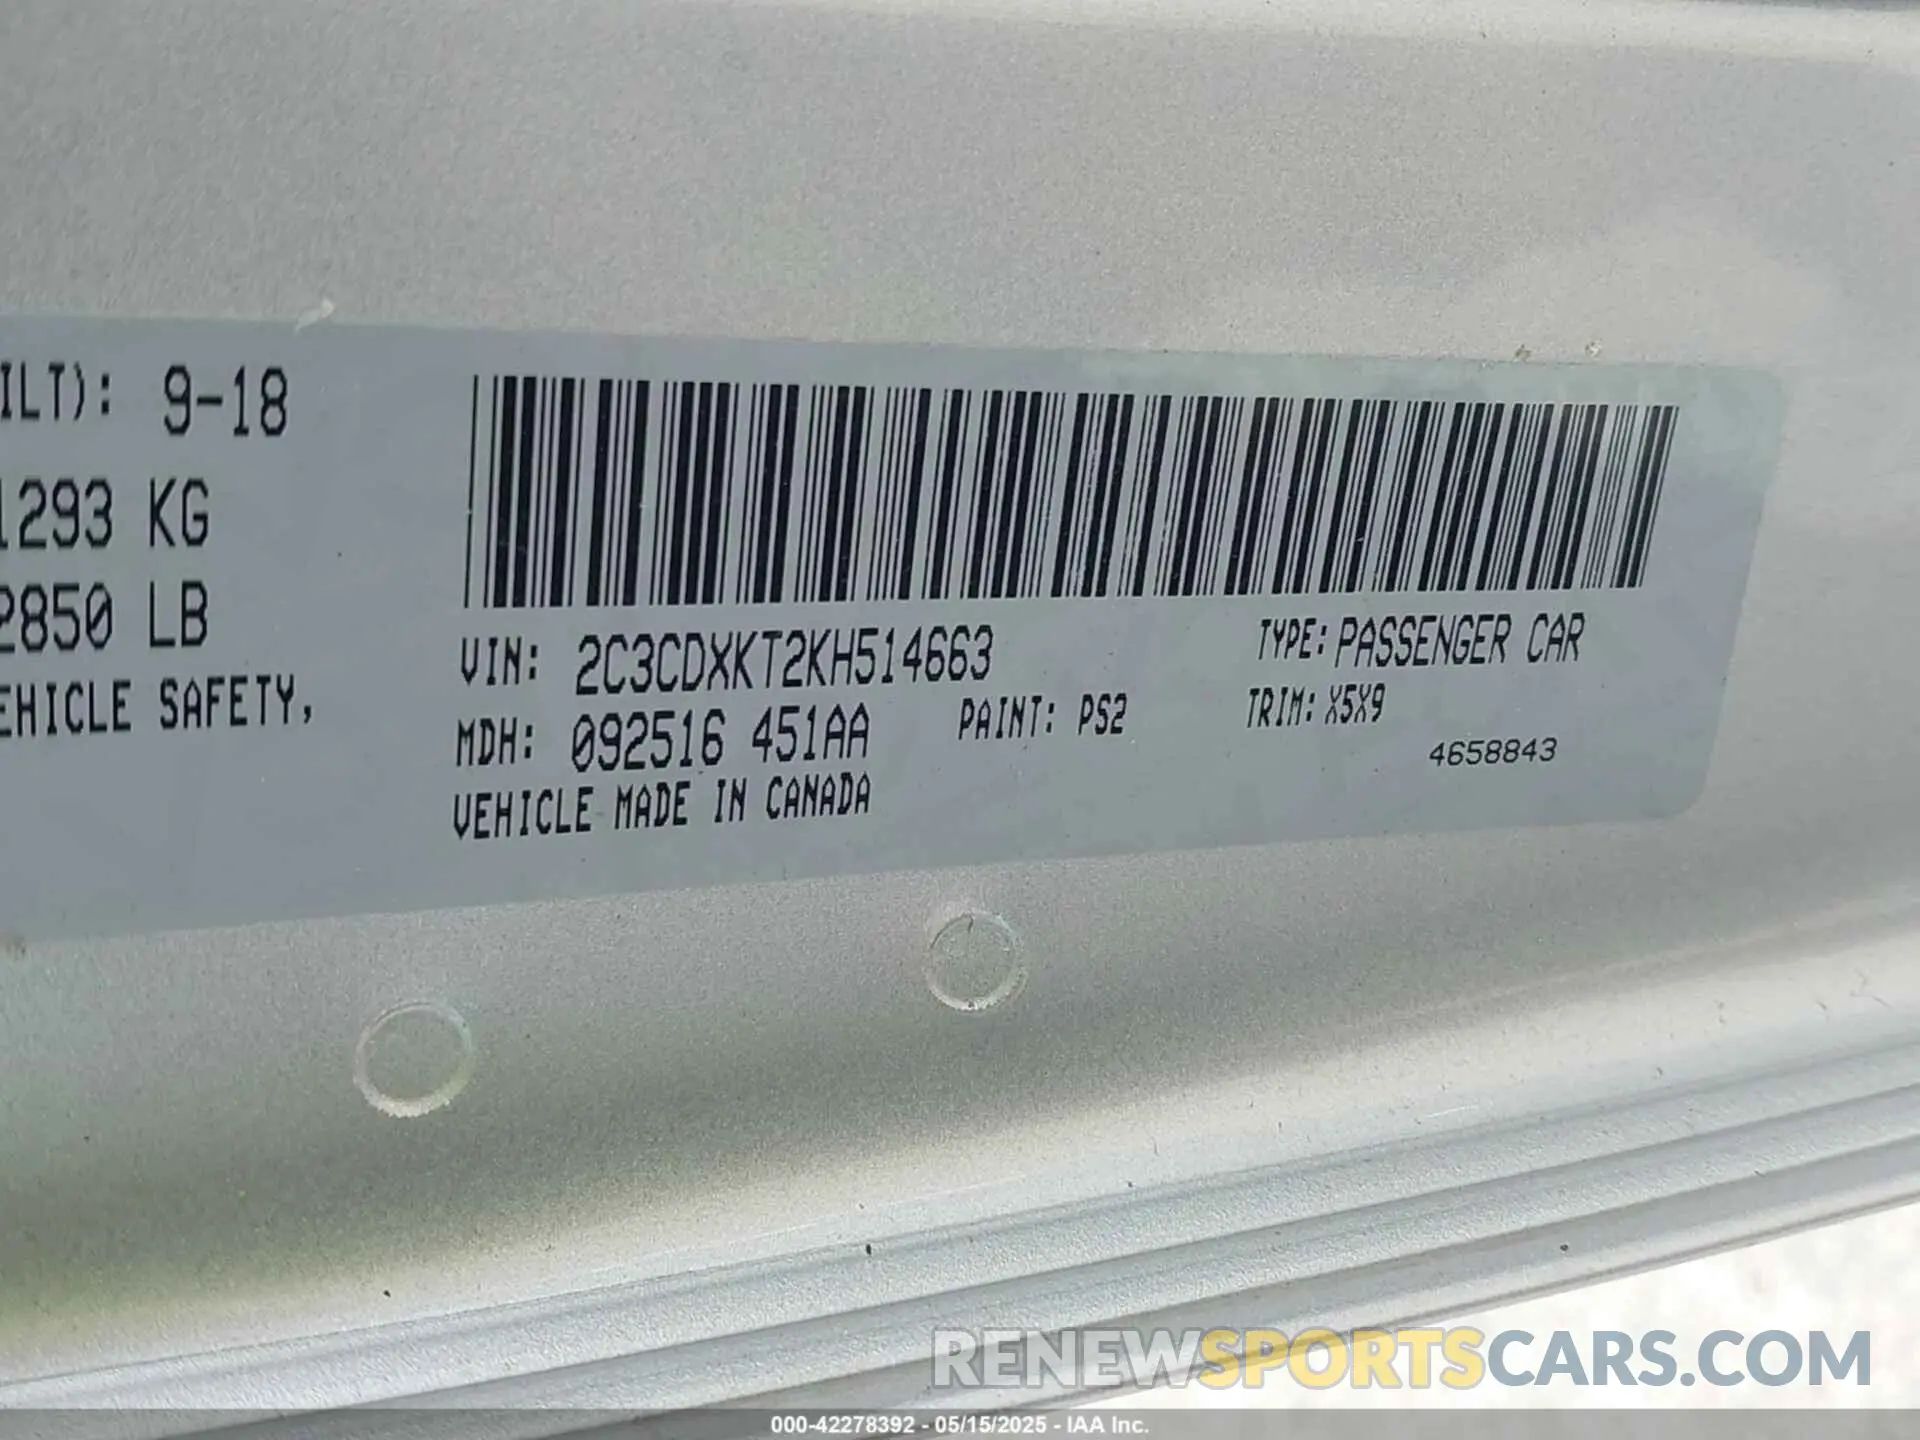 ILT): 9-18
1293 KG
2850 LB
EHICLE SAFETY,
VIN: 2C3CDXKT2KH514663
TYPE: PASSENGER CAR
MDH: 092516 451AA
PAINT: PS2
TRIM: X5X9
4658843
VEHICLE MADE IN CANADA
RENEWSPORTSCARS.COM
000-42278392 - 05/15/2025 - IAA Inc.